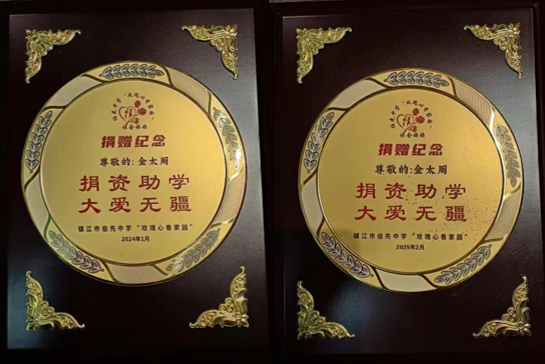 捐赠纪念
尊敬的:金太周
捐资助学
大爱无疆
镇江市伯先中学“玫瑰心香家园”
2024年1月
捐赠纪念
尊敬的:金太周
捐资助学
大爱无疆
镇江市伯先中学“玫瑰心香家园”
2025年2月